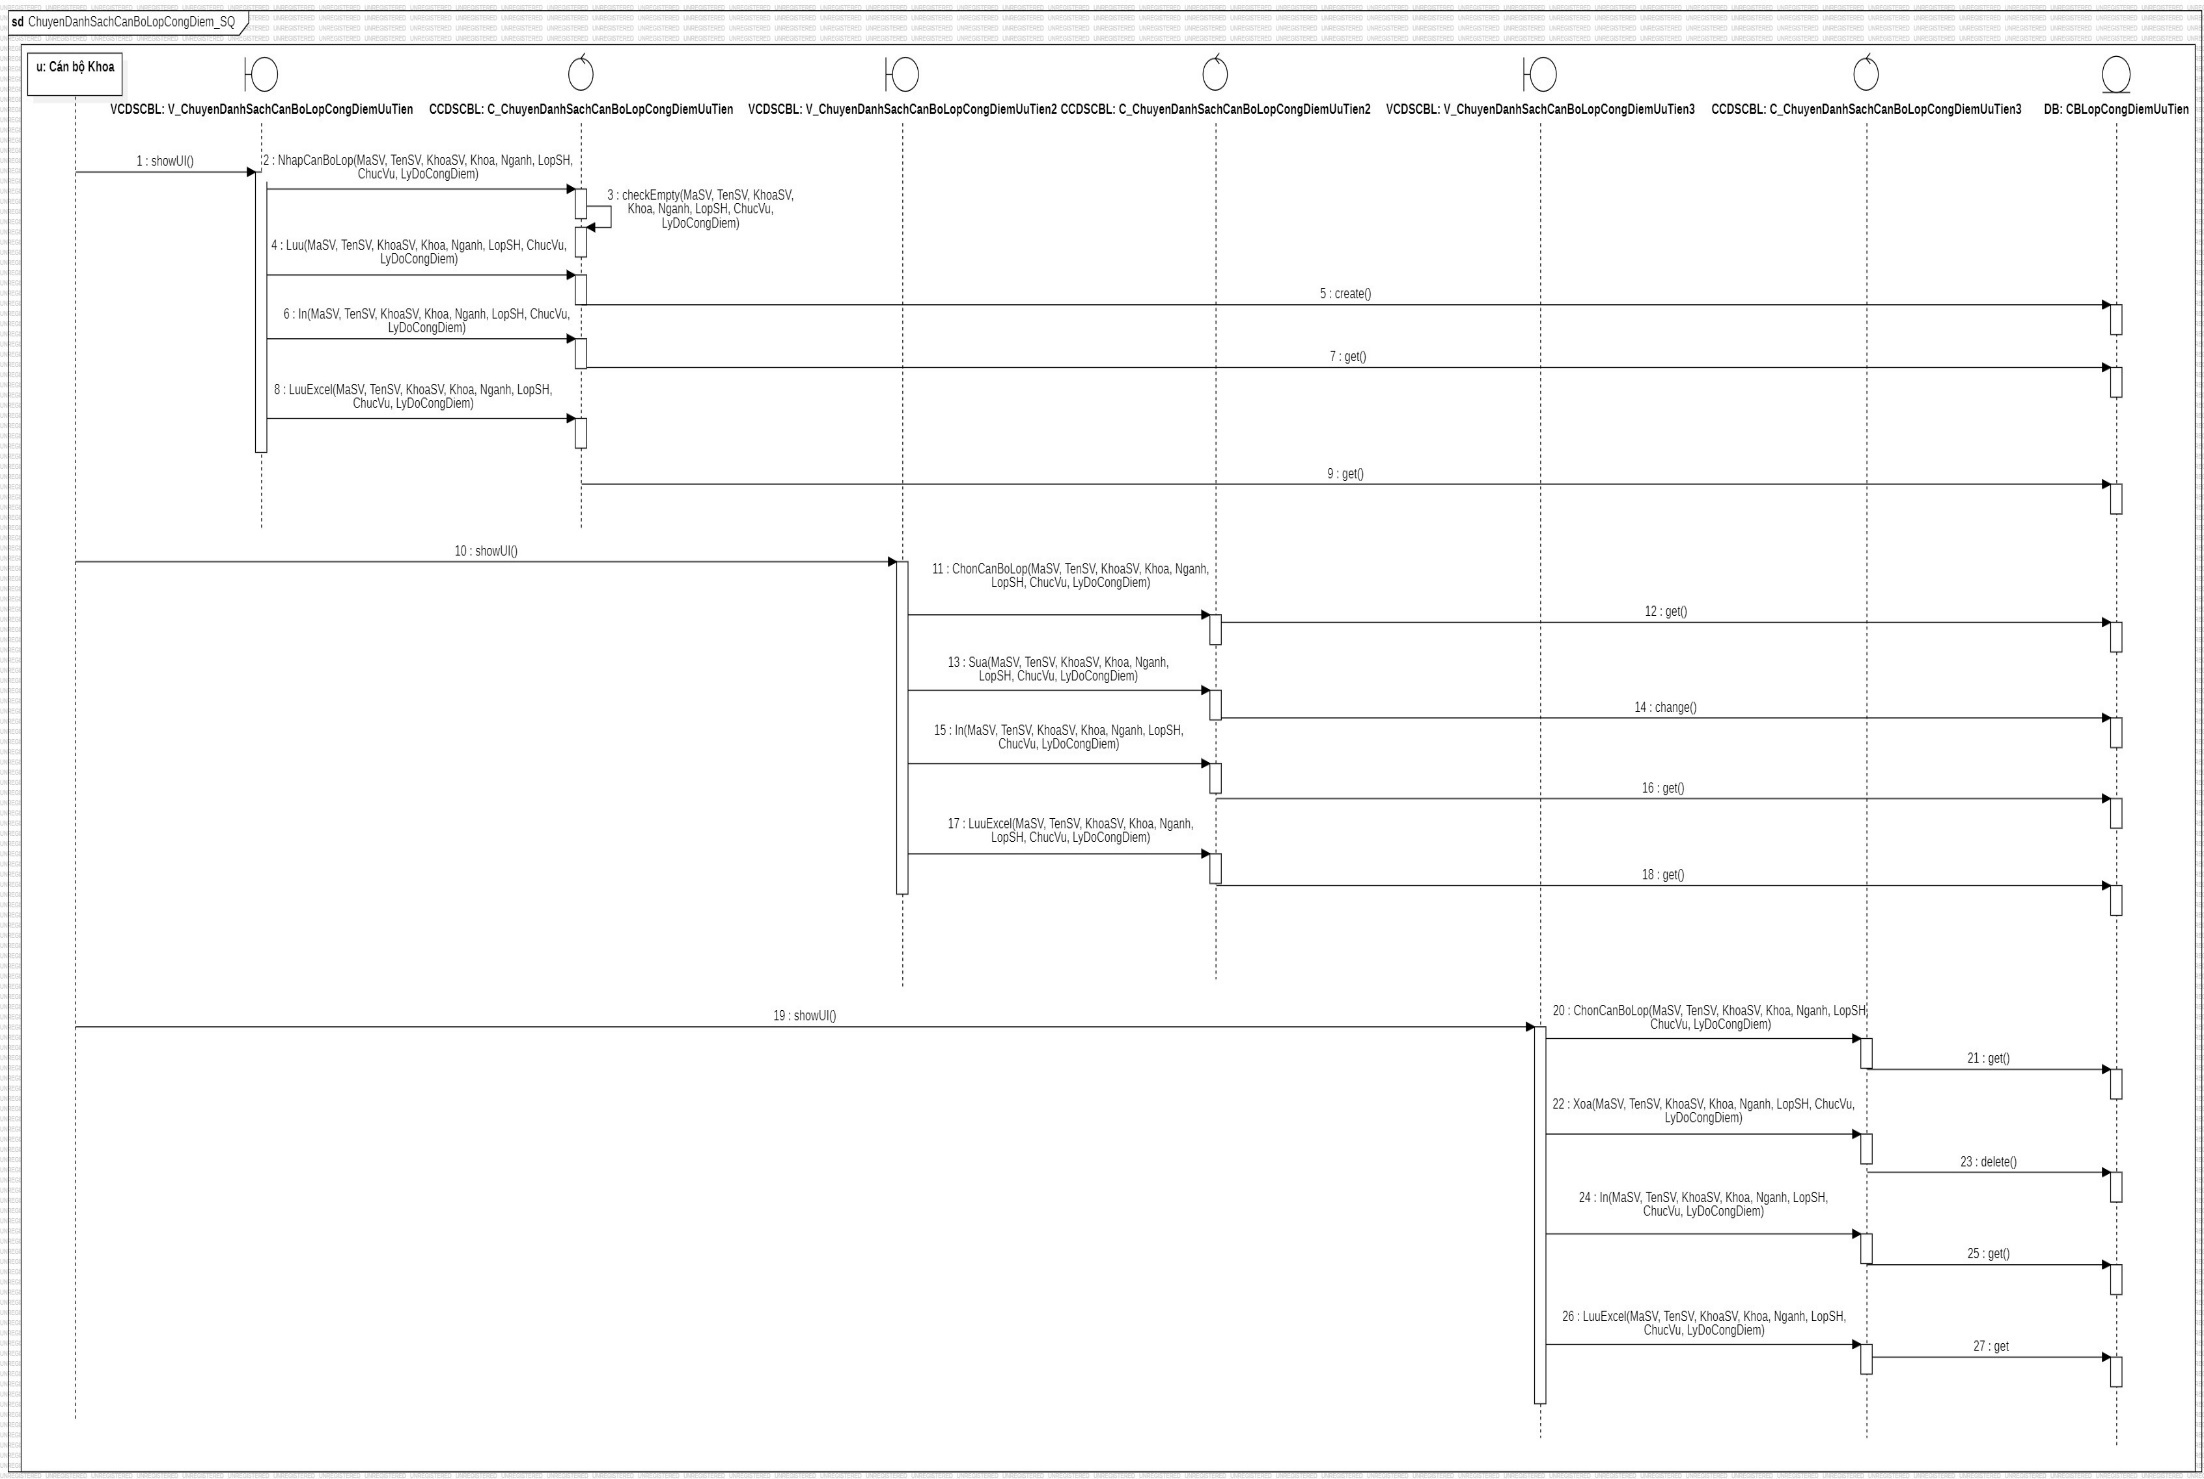 sd ChuyenDanhSachCanBoLopCongDiem_SQ
u: Cán bộ Khoa
VCDSCBL: V_ChuyenDanhSachCanBoLopCongDiemUuTien
CCDSCBL: C_ChuyenDanhSachCanBoLopCongDiemUuTien
VCDSCBL: V_ChuyenDanhSachCanBoLopCongDiemUuTien2
CCDSCBL: C_ChuyenDanhSachCanBoLopCongDiemUuTien2
VCDSCBL: V_ChuyenDanhSachCanBoLopCongDiemUuTien3
CCDSCBL: C_ChuyenDanhSachCanBoLopCongDiemUuTien3
DB: CBLopCongDiemUuTien
1 : showUI()
2 : NhapCanBoLop(MaSV, TenSV, KhoaSV, Khoa, Nganh, LopSH,
ChucVu, LyDoCongDiem)
3 : checkEmpty(MaSV, TenSV, KhoaSV,
Khoa, Nganh, LopSH, ChucVu,
LyDoCongDiem)
4 : Luu(MaSV, TenSV, KhoaSV, Khoa, Nganh, LopSH, ChucVu,
LyDoCongDiem)
5 : create()
6 : In(MaSV, TenSV, KhoaSV, Khoa, Nganh, LopSH, ChucVu,
LyDoCongDiem)
7 : get()
8 : LuuExcel(MaSV, TenSV, KhoaSV, Khoa, Nganh, LopSH,
ChucVu, LyDoCongDiem)
9 : get()
10 : showUI()
11 : ChonCanBoLop(MaSV, TenSV, KhoaSV, Khoa, Nganh,
LopSH, ChucVu, LyDoCongDiem)
12 : get()
13 : Sua(MaSV, TenSV, KhoaSV, Khoa, Nganh,
LopSH, ChucVu, LyDoCongDiem)
14 : change()
15 : In(MaSV, TenSV, KhoaSV, Khoa, Nganh, LopSH,
ChucVu, LyDoCongDiem)
16 : get()
17 : LuuExcel(MaSV, TenSV, KhoaSV, Khoa, Nganh,
LopSH, ChucVu, LyDoCongDiem)
18 : get()
19 : showUI()
20 : ChonCanBoLop(MaSV, TenSV, KhoaSV, Khoa, Nganh, LopSH,
ChucVu, LyDoCongDiem)
21 : get()
22 : Xoa(MaSV, TenSV, KhoaSV, Khoa, Nganh, LopSH, ChucVu,
LyDoCongDiem)
23 : delete()
24 : In(MaSV, TenSV, KhoaSV, Khoa, Nganh, LopSH,
ChucVu, LyDoCongDiem)
25 : get()
26 : LuuExcel(MaSV, TenSV, KhoaSV, Khoa, Nganh, LopSH,
ChucVu, LyDoCongDiem)
27 : get